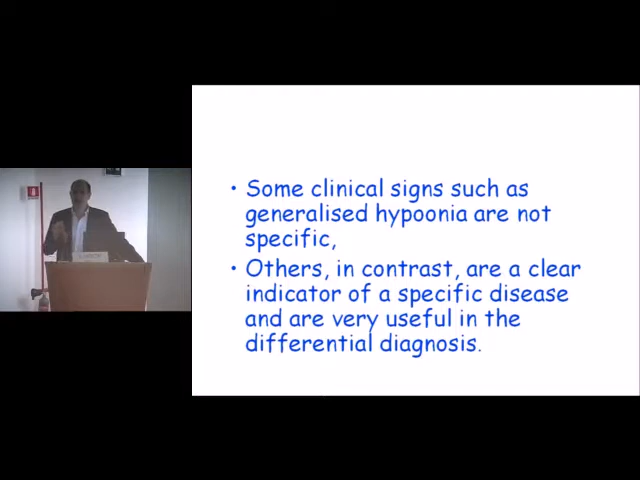 • Some clinical signs such as
generalised hypoonia are not
specific,
• Others, in contrast, are a clear
indicator of a specific disease
and are very useful in the
differential diagnosis.